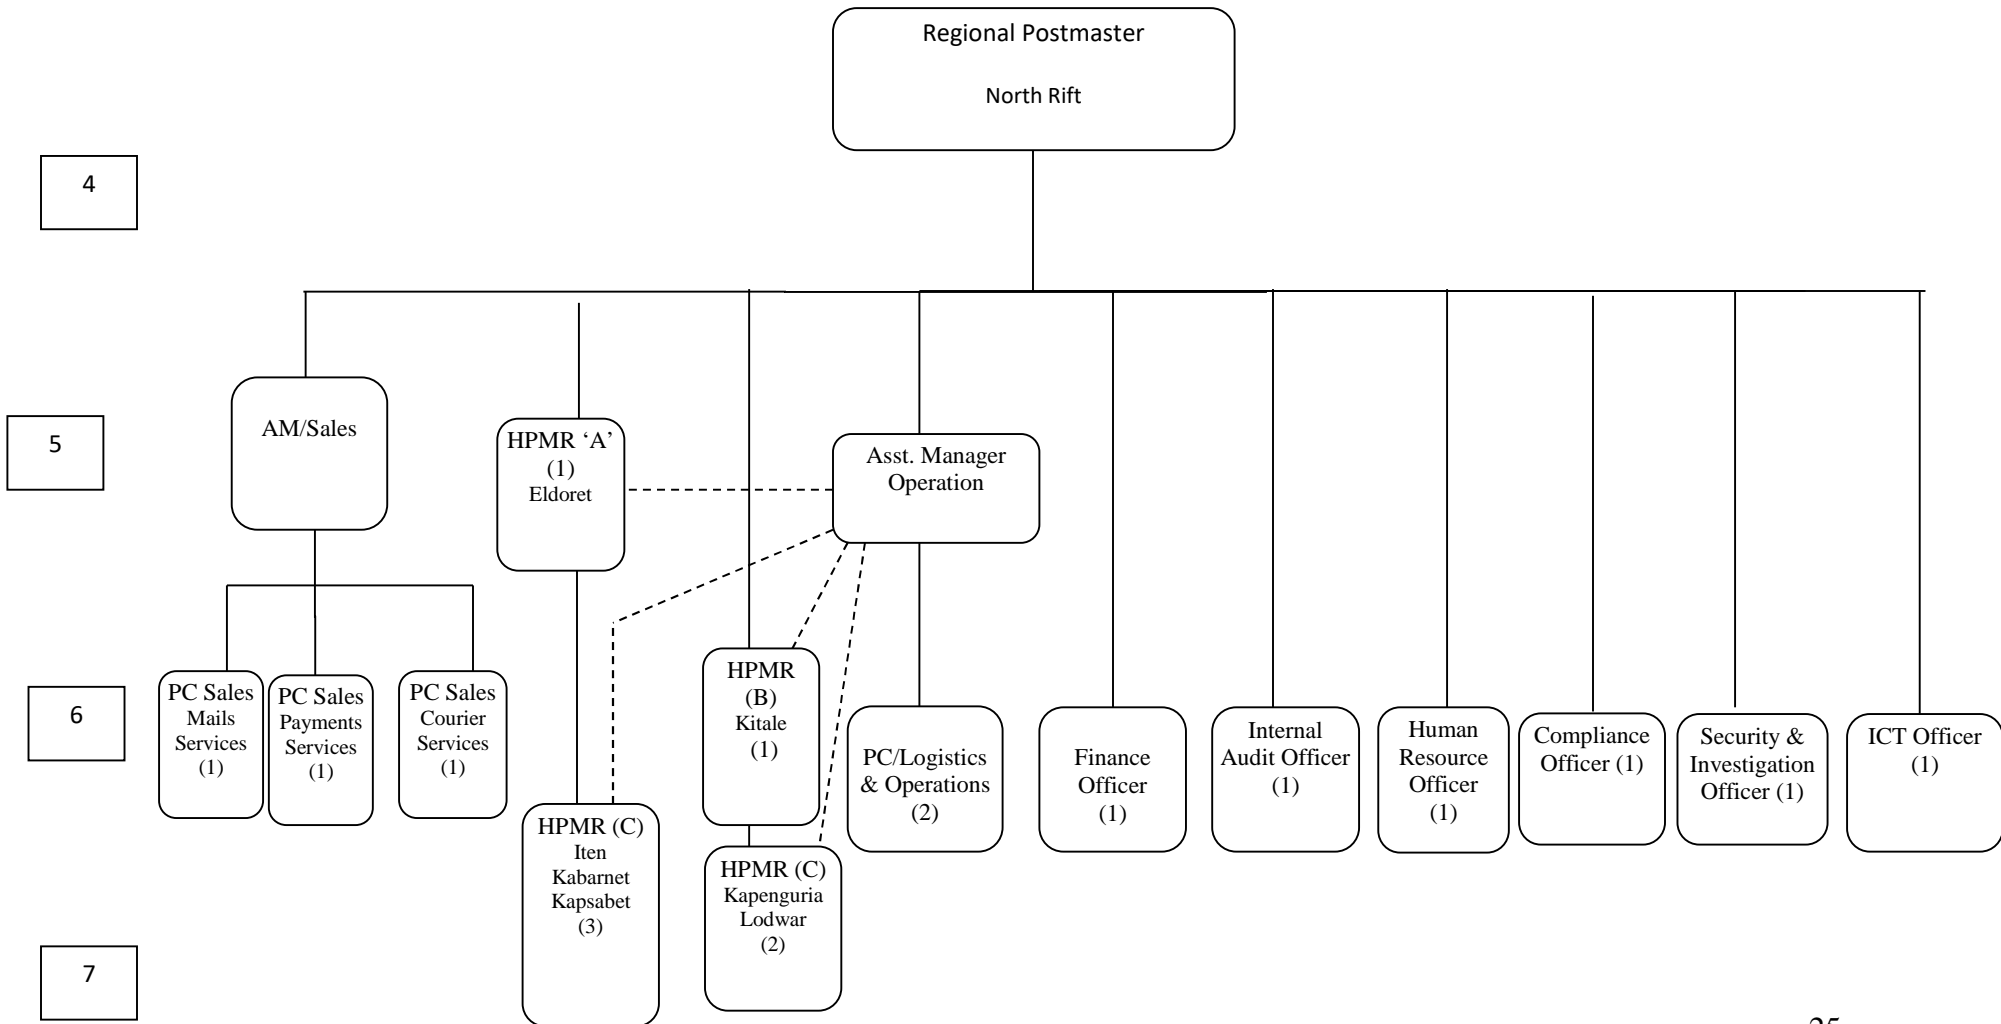 Regional Postmaster
North Rift
4
5
AM/Sales
HPMR ‘A’
(1)
Eldoret
Asst. Manager
Operation
6
PC Sales
Mails
Services
(1)
PC Sales
Payments
Services
(1)
PC Sales
Courier
Services
(1)
HPMR
(B)
Kitale
(1)
PC/Logistics
& Operations
(2)
Finance
Officer
(1)
Internal
Audit Officer
(1)
Human
Resource
Officer
(1)
Compliance
Officer (1)
Security &
Investigation
Officer (1)
ICT Officer
(1)
HPMR (C)
Iten
Kabarnet
Kapsabet
(3)
HPMR (C)
Kapenguria
Lodwar
(2)
7
25